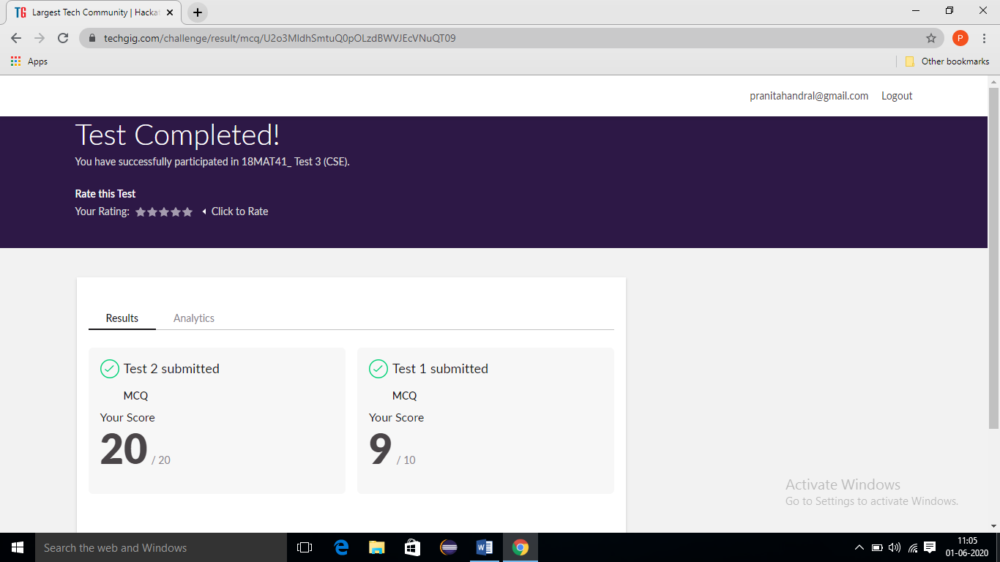 TG Largest Tech Community | Hacka
techgig.com/challenge/result/mcq/U2o3MldhSmtuQ0pOLzdBWVJEcVNuQT09
P
Apps
Other bookmarks
pranitahandral@gmail.com Logout
Test Completed!
You have successfully participated in 18MAT41_ Test 3 (CSE).
Rate this Test
Your Rating: Click to Rate
Results Analytics
Test 2 submitted
MCQ
Your Score
20 / 20
Test 1 submitted
MCQ
Your Score
9 / 10
Activate Windows
Go to Settings to activate Windows.
Search the web and Windows
11:05
01-06-2020